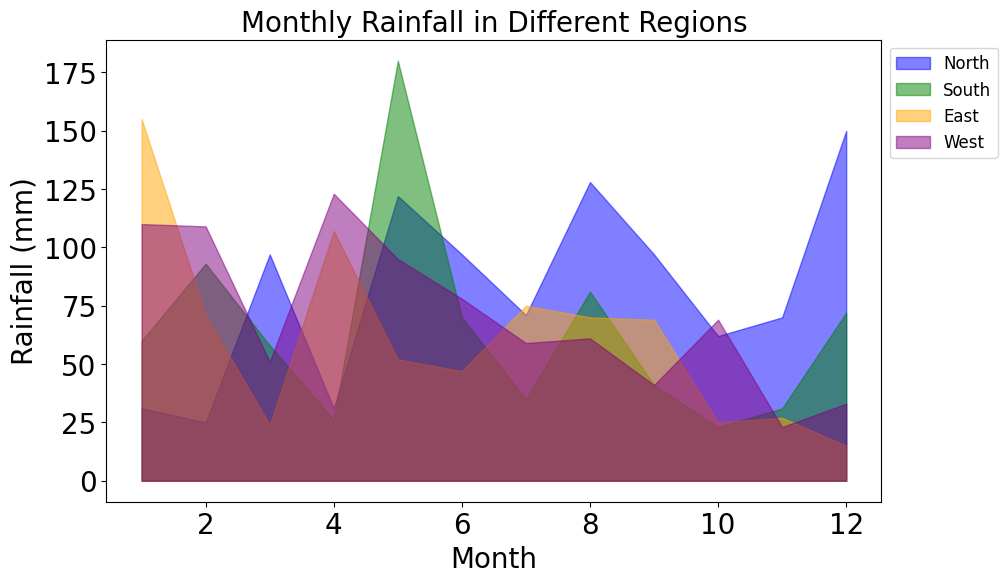 Monthly Rainfall in Different Regions
North
South
East
West
Rainfall (mm)
175
150
125
100
75
50
25
0
2 4 6 8 10 12
Month